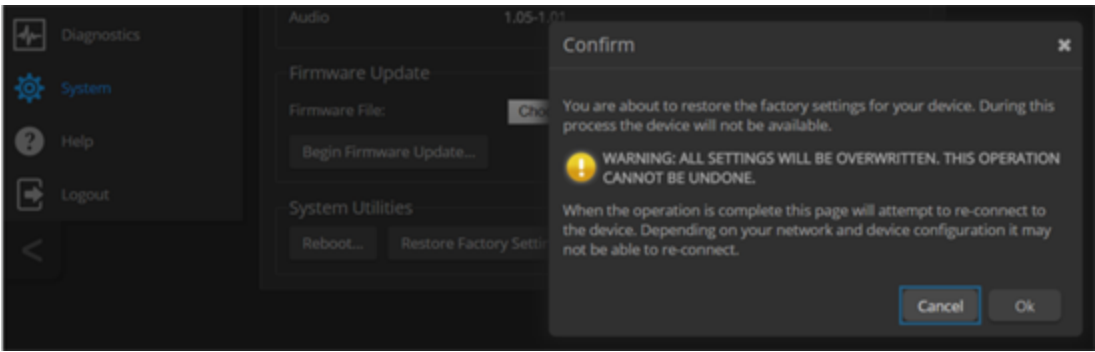 Diagnostics
System
Help
Logout
<
Audio 1.05-1.01
Firmware Update
Firmware File: Cho
Begin Firmware Update...
System Utilities
Reboot... Restore Factory Settin
Confirm
You are about to restore the factory settings for your device. During this
process the device will not be available.
WARNING: ALL SETTINGS WILL BE OVERWRITTEN. THIS OPERATION
CANNOT BE UNDONE.
When the operation is complete this page will attempt to re-connect to
the device. Depending on your network and device configuration it may
not be able to re-connect.
Cancel Ok